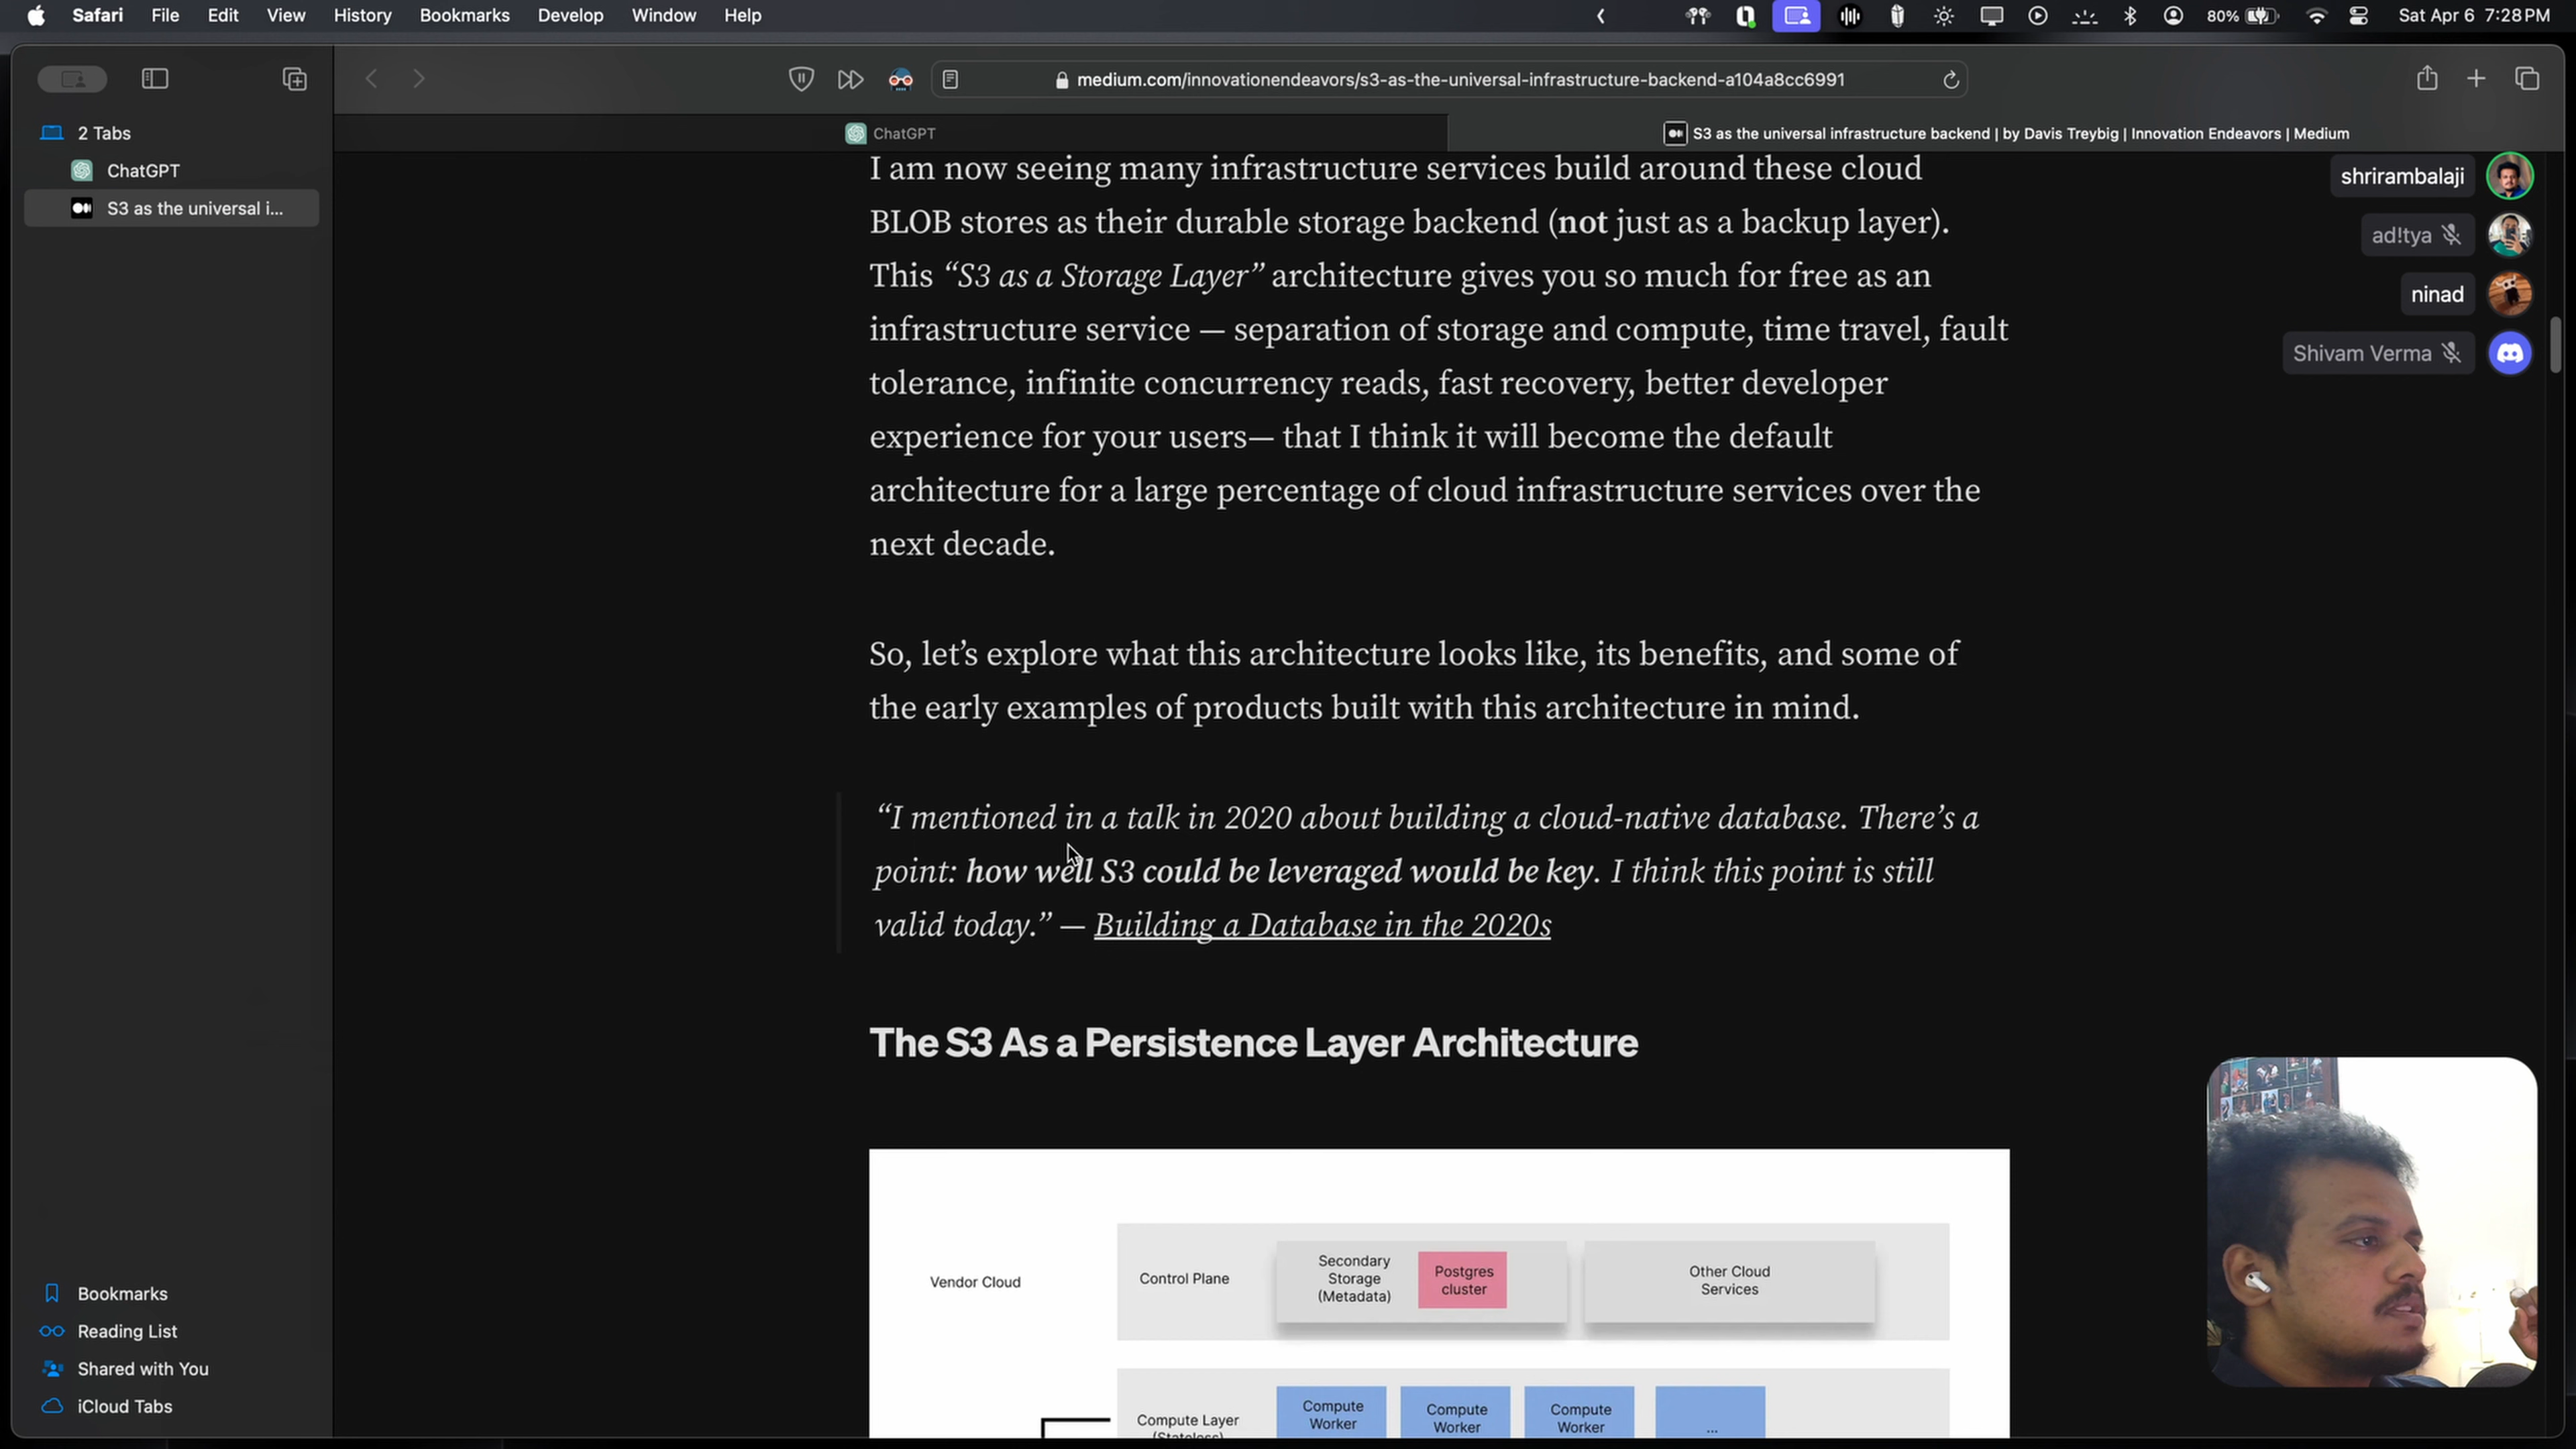 Safari File Edit View History Bookmarks Develop Window Help
80%
Sat Apr 6 7:28 PM
medium.com/innovationendeavors/s3-as-the-universal-infrastructure-backend-a104a8cc6991
2 Tabs
ChatGPT
S3 as the universal i...
ChatGPT
S3 as the universal infrastructure backend | by Davis Treybig | Innovation Endeavors | Medium
I am now seeing many infrastructure services build around these cloud
BLOB stores as their durable storage backend (not just as a backup layer).
This “S3 as a Storage Layer” architecture gives you so much for free as an
infrastructure service — separation of storage and compute, time travel, fault
tolerance, infinite concurrency reads, fast recovery, better developer
experience for your users— that I think it will become the default
architecture for a large percentage of cloud infrastructure services over the
next decade.
So, let’s explore what this architecture looks like, its benefits, and some of
the early examples of products built with this architecture in mind.
“I mentioned in a talk in 2020 about building a cloud-native database. There’s a
point: how well S3 could be leveraged would be key. I think this point is still
valid today.” — Building a Database in the 2020s
The S3 As a Persistence Layer Architecture
Vendor Cloud
Control Plane
Secondary
Storage
(Metadata)
Postgres
cluster
Other Cloud
Services
Compute Layer
(Stateless)
Compute
Worker
Compute
Worker
Compute
Worker
...
shrirambalaji
ad!tya
ninad
Shivam Verma
Bookmarks
Reading List
Shared with You
iCloud Tabs